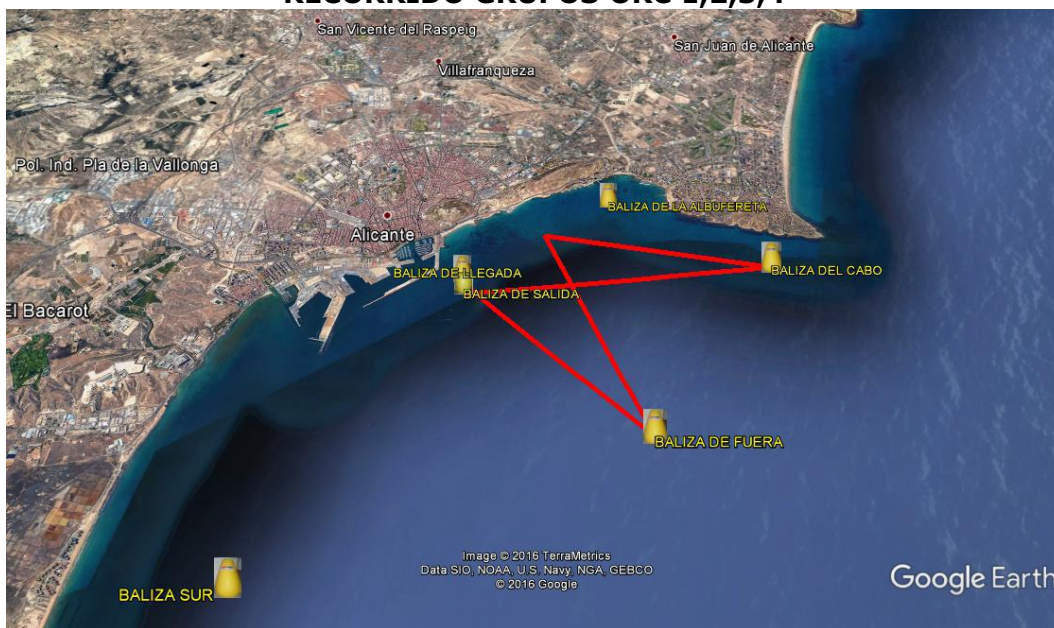 RECORRIDO GRUPOS ORC 1,2,3,4
San Vicente del Raspeig
San Juan de Alicante
Villafranqueza
Pol. Ind. Pla de la Vallonga
BALIZA DE LA ALBUFERETA
Alicante
BALIZA DE LLEGADA
BALIZA DEL CABO
BALIZA DE SALIDA
El Bacarot
BALIZA DE FUERA
Image © 2016 TerraMetrics
Data SIO, NOAA, U.S. Navy, NGA, GEBCO
© 2016 Google
Google Earth
BALIZA SUR